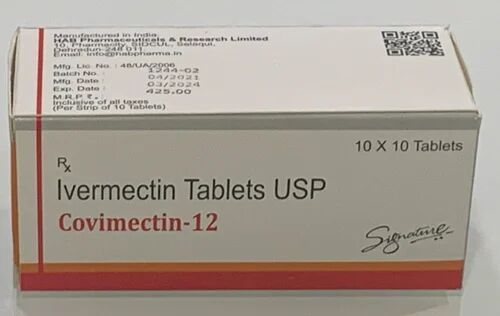 Manufactured in India:
HAB Pharmaceuticals & Research Limited
10, Pharmacity, SIDCUL, Selaqui,
Dehradun-248 011
Email: info@habpharma.in
Mfg. Lic. No.: 48/UA/2006
Batch No. : 1244-02
Mfg. Date : 04/2021
Exp. Date : 03/2024
M.R.P ₹. : 425.00
Inclusive of all taxes
(Per Strip of 10 Tablets)
10 X 10 Tablets
Rx
Ivermectin Tablets USP
Covimectin-12
Signature